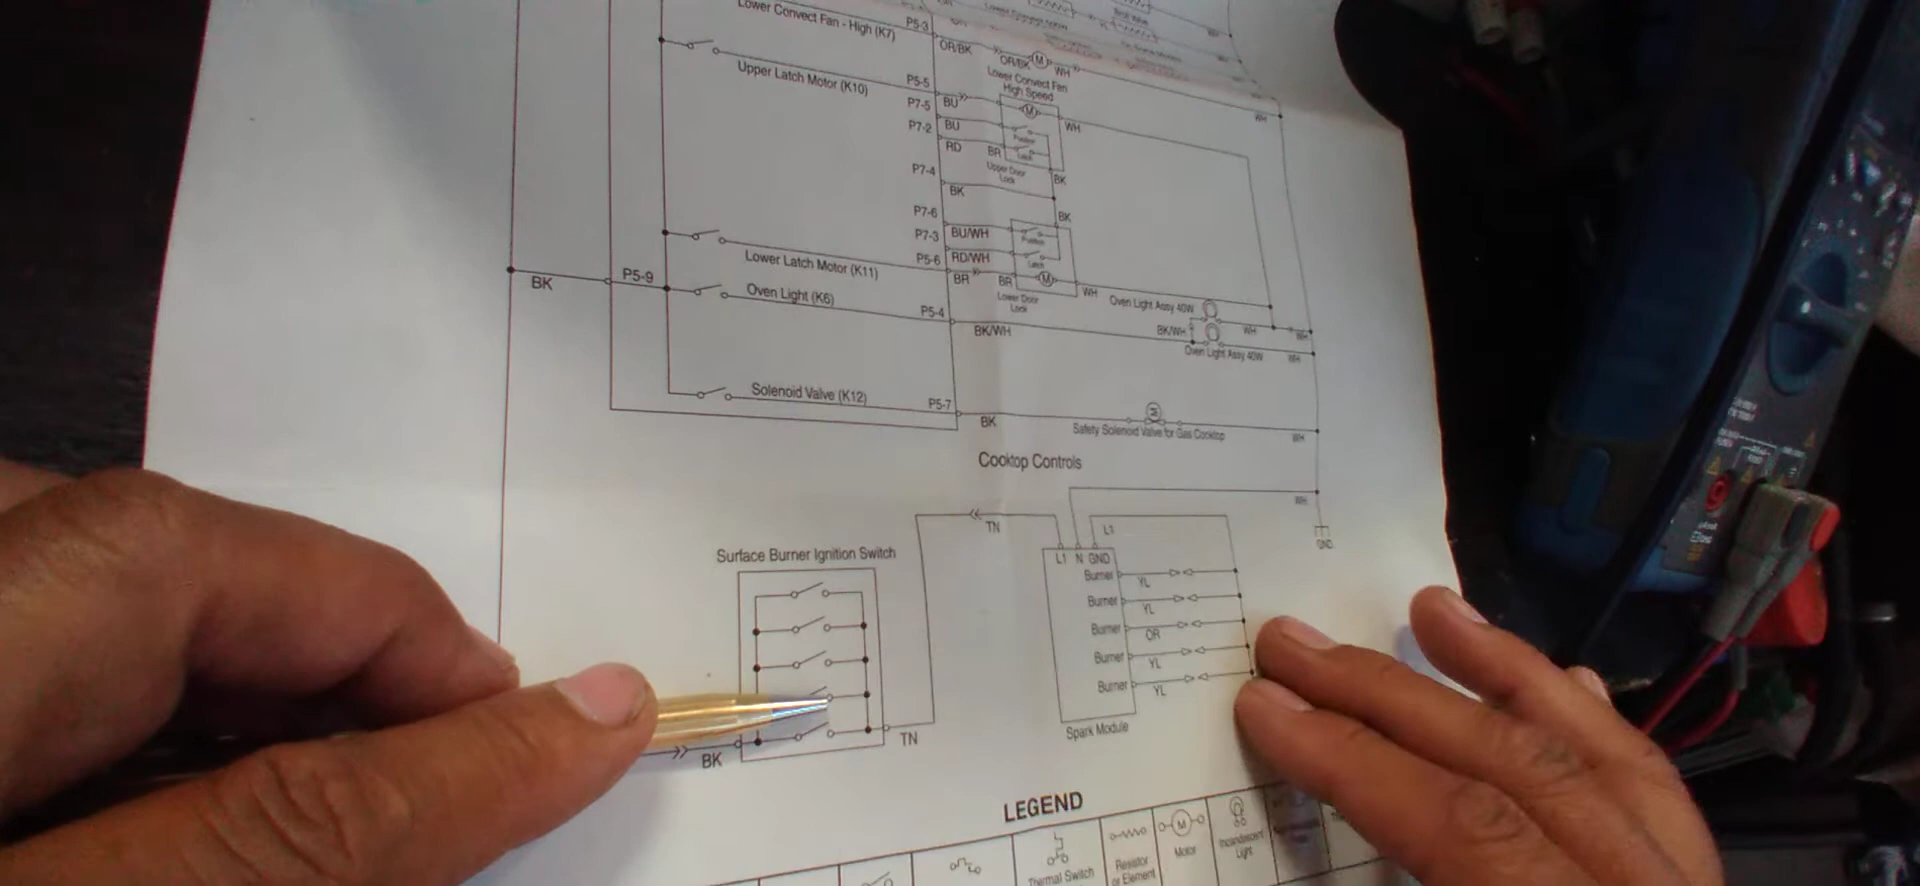 Lower Convect Fan - High (K7)
P5-3
OR/BK
OR/BK
WH
Lower Convect Fan
High Speed
WH
Upper Latch Motor (K10)
P5-5
BU
P7-5
BU
WH
P7-2
RD
BR
Position
Latch
Upper Door
Lock
BK
P7-4
BK
BK
P7-6
BU/WH
Position
P7-3
RD/WH
Latch
Lower Latch Motor (K11)
P5-6
BR
BR
WH
Lower Door
Lock
BK
P5-9
Oven Light (K6)
P5-4
BK/WH
Oven Light Assy 40W
BK/WH
WH
WH
Oven Light Assy 40W
WH
Solenoid Valve (K12)
P5-7
BK
Safety Solenoid Valve for Gas Cooktop
WH
Cooktop Controls
WH
GND
TN
L1
Surface Burner Ignition Switch
L1 N GND
Burner
YL
Burner
YL
Burner
OR
Burner
YL
Burner
YL
Spark Module
BK
TN
LEGEND
Thermal Switch
Resistor
or Element
Motor
M
Incandescent
Light